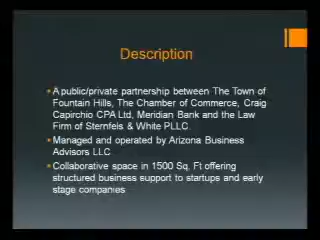 Description
A public/private partnership between The Town of
Fountain Hills, The Chamber of Commerce, Craig
Capirchio CPA Ltd, Meridian Bank and the Law
Firm of Sternfels & White PLLC.
Managed and operated by Arizona Business
Advisors LLC
Collaborative space in 1500 Sq. Ft offering
structured business support to startups and early
stage companies